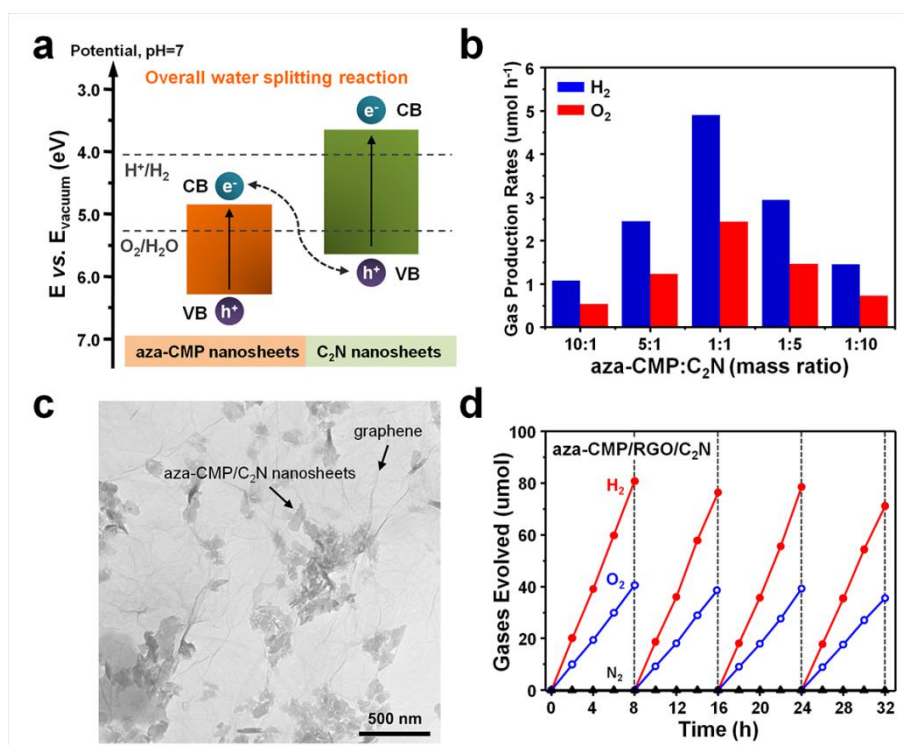 a
Potential, pH=7
Overall water splitting reaction
E vs. Evacuum (eV)
3.0
4.0
5.0
6.0
7.0
H⁺/H₂
O₂/H₂O
CB
e⁻
VB
h⁺
e⁻
CB
h⁺
VB
aza-CMP nanosheets
C₂N nanosheets
b
Gas Production Rates (umol h⁻¹)
6
5
4
3
2
1
0
H₂
O₂
10:1 5:1 1:1 1:5 1:10
aza-CMP:C₂N (mass ratio)
c
graphene
aza-CMP/C₂N nanosheets
500 nm
d
Gases Evolved (umol)
100
80
60
40
20
0
aza-CMP/RGO/C₂N
H₂
O₂
N₂
0 4 8 12 16 20 24 28 32
Time (h)